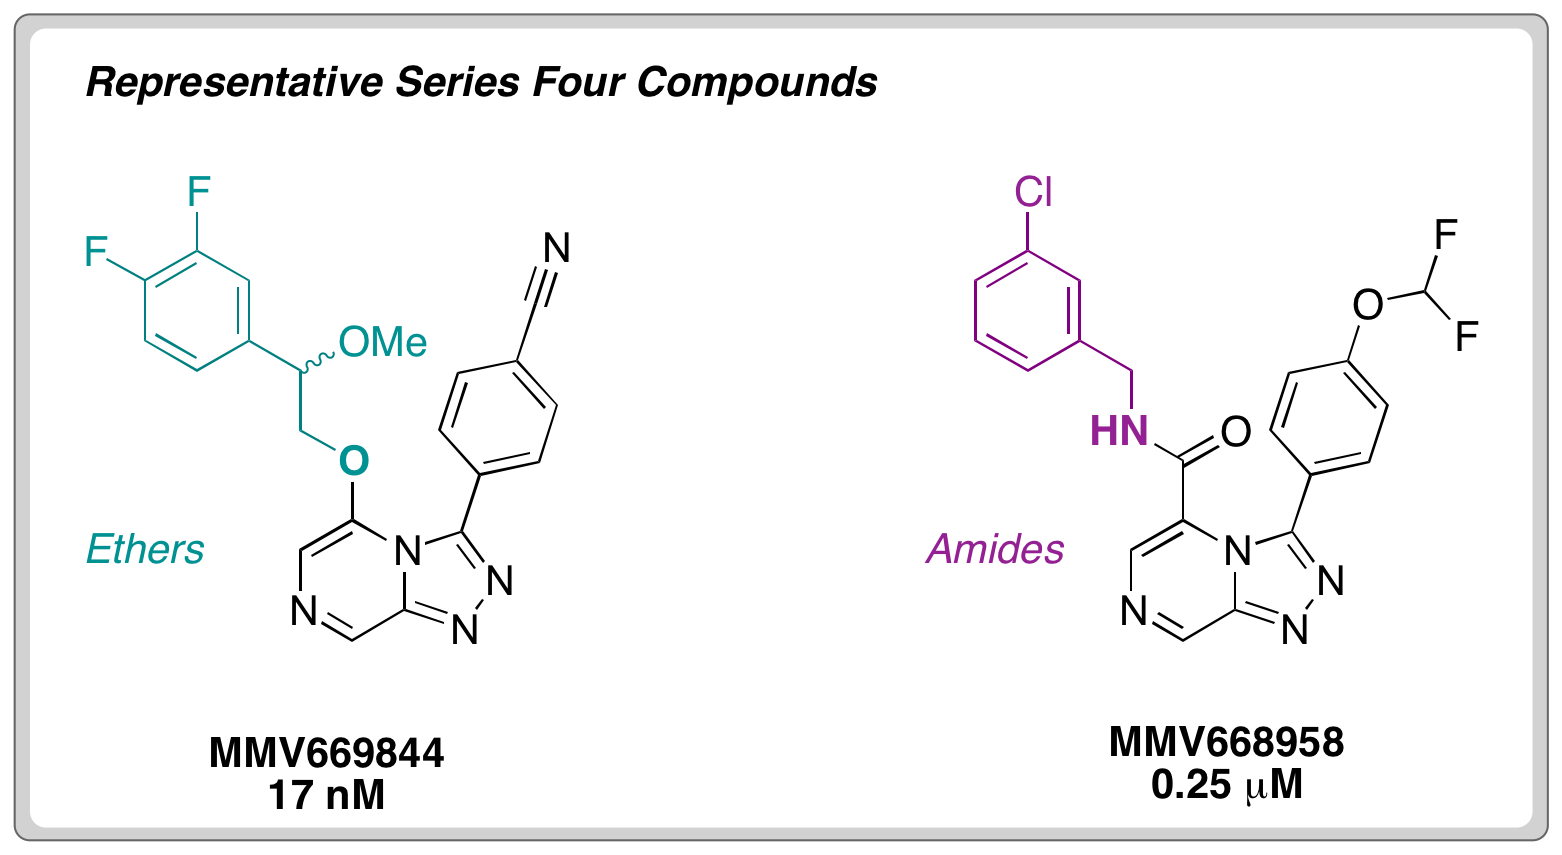 Representative Series Four Compounds
F
F
OMe
O
N
N
N
N
N
Ethers
MMV669844
17 nM
Cl
F
F
O
HN
O
N
N
N
N
Amides
MMV668958
0.25 μM